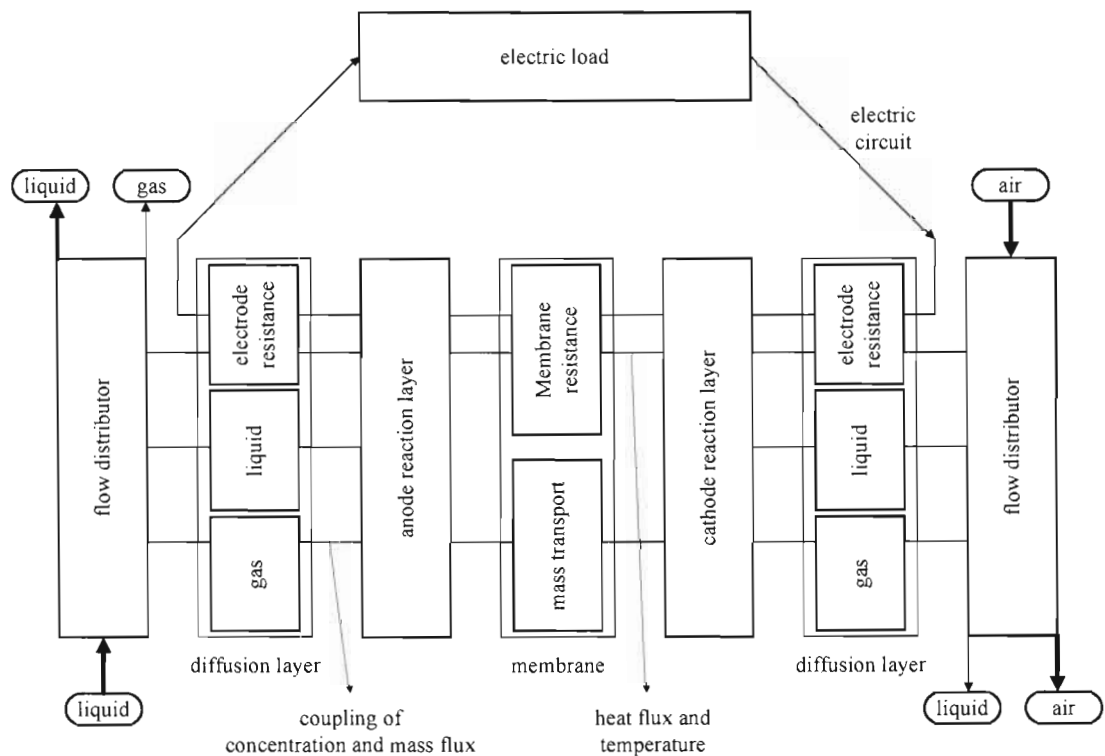 electric load
electric
circuit
liquid
gas
air
flow distributor
electrode
resistance
liquid
gas
anode reaction layer
Membrane
resistance
mass transport
cathode reaction layer
electrode
resistance
liquid
gas
flow distributor
diffusion layer
membrane
diffusion layer
liquid
coupling of
concentration and mass flux
heat flux and
temperature
liquid
air